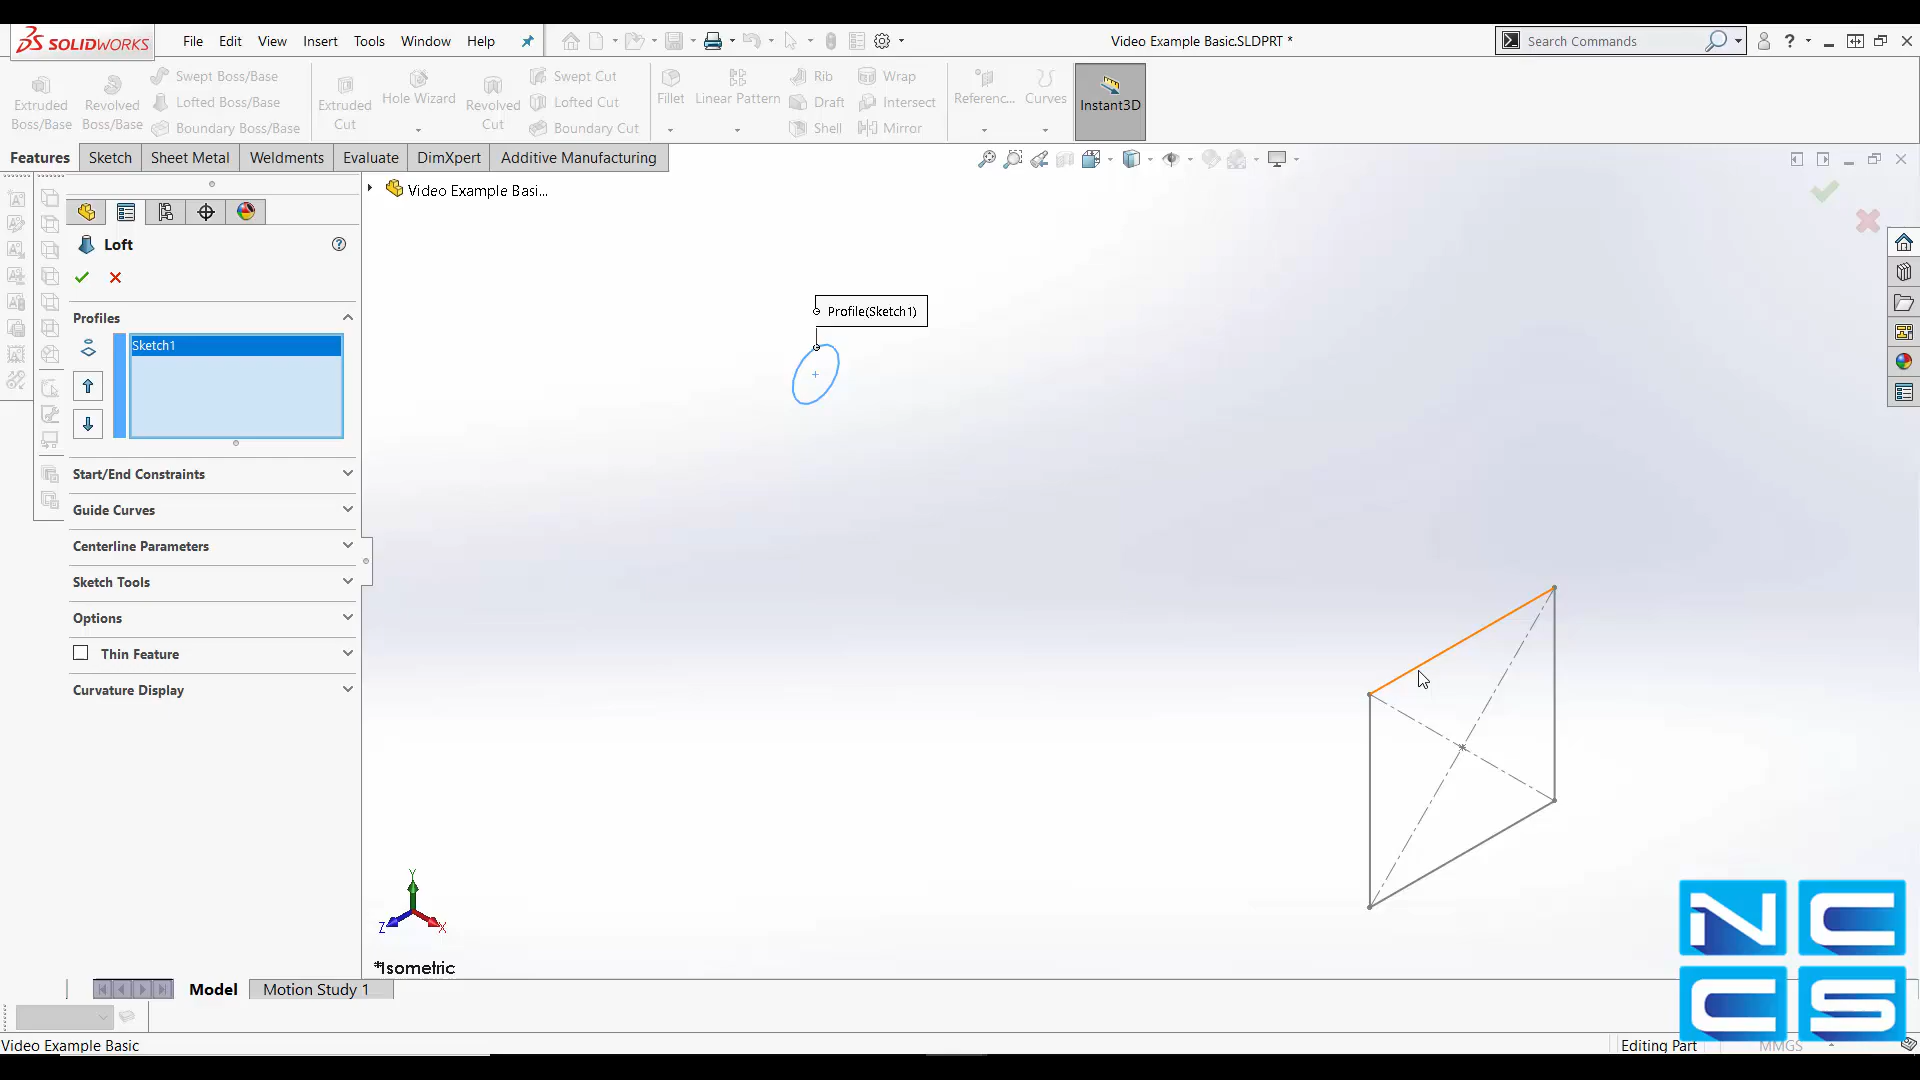 SOLIDWORKS File Edit View Insert Tools Window Help Video Example Basic.SLDPRT * Search Commands ?
Extruded Boss/Base
Revolved Boss/Base
Swept Boss/Base
Lofted Boss/Base
Boundary Boss/Base
Extruded Cut
Hole Wizard
Revolved Cut
Swept Cut
Lofted Cut
Boundary Cut
Fillet
Linear Pattern
Rib
Draft
Shell
Wrap
Intersect
Mirror
Referenc...
Curves
Instant3D
Features Sketch Sheet Metal Weldments Evaluate DimXpert Additive Manufacturing
Video Example Basi...
Loft ?
Profiles
Sketch1
Start/End Constraints
Guide Curves
Centerline Parameters
Sketch Tools
Options
Thin Feature
Curvature Display
Profile(Sketch1)
Y
Z X
*Isometric
Model Motion Study 1
Video Example Basic Editing Part MMGS
NC
CS